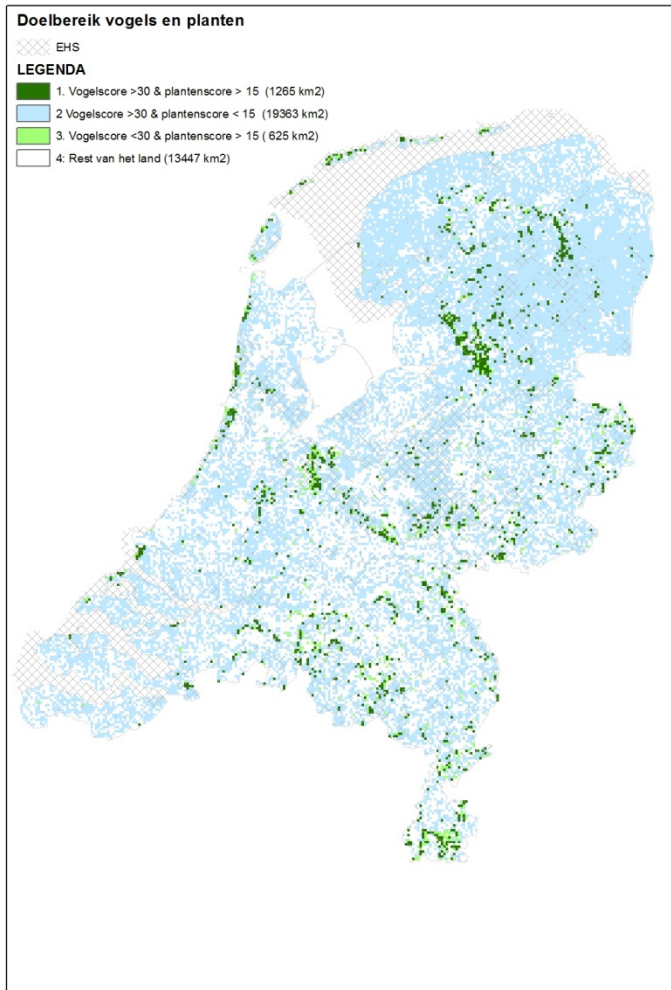 Doelbereik vogels en planten
EHS
LEGENDA
1. Vogelscore >30 & plantenscore > 15 (1265 km2)
2 Vogelscore >30 & plantenscore < 15 (19363 km2)
3. Vogelscore <30 & plantenscore > 15 ( 625 km2)
4: Rest van het land (13447 km2)